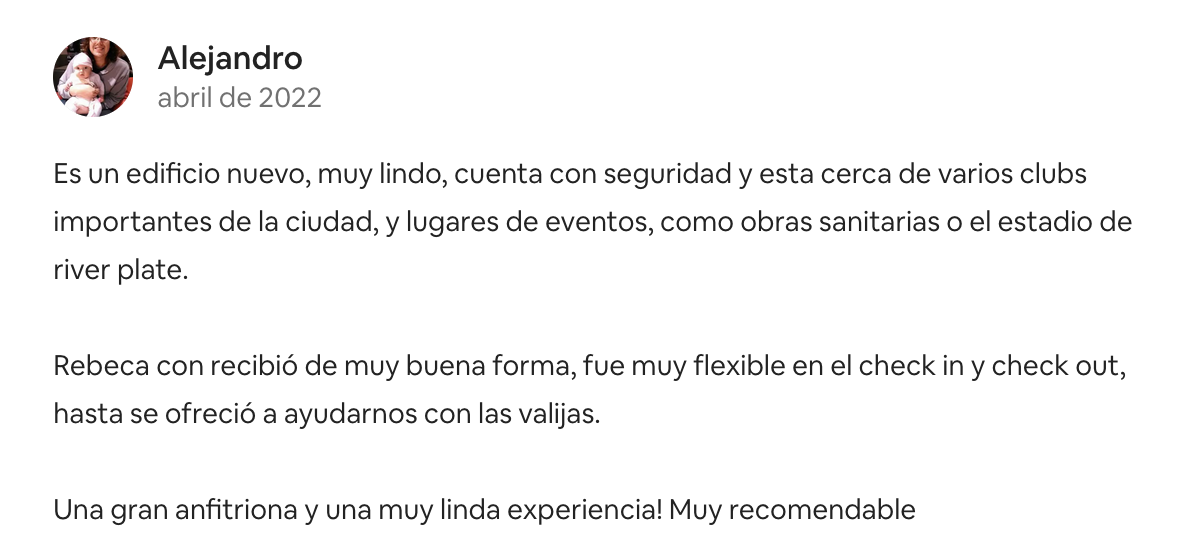 Alejandro
abril de 2022
Es un edificio nuevo, muy lindo, cuenta con seguridad y esta cerca de varios clubs
importantes de la ciudad, y lugares de eventos, como obras sanitarias o el estadio de
river plate.
Rebeca con recibió de muy buena forma, fue muy flexible en el check in y check out,
hasta se ofreció a ayudarnos con las valijas.
Una gran anfitriona y una muy linda experiencia! Muy recomendable